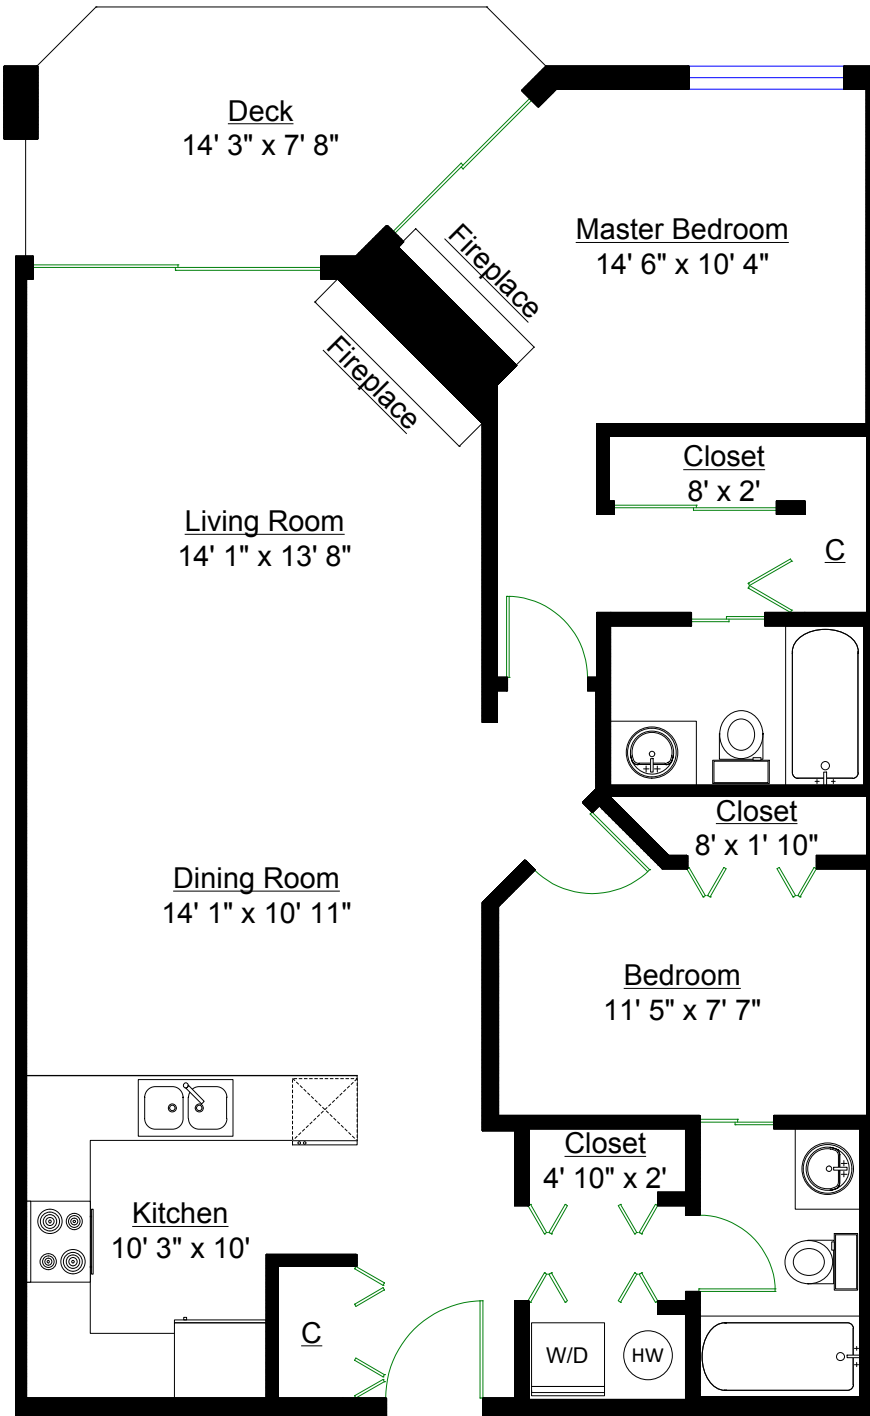 Deck
14' 3" x 7' 8"
Master Bedroom
14' 6" x 10' 4"
Fireplace
Fireplace
Closet
8' x 2'
Living Room
14' 1" x 13' 8"
C
Closet
8' x 1' 10"
Dining Room
14' 1" x 10' 11"
Bedroom
11' 5" x 7' 7"
Closet
4' 10" x 2'
Kitchen
10' 3" x 10'
C
W/D
HW